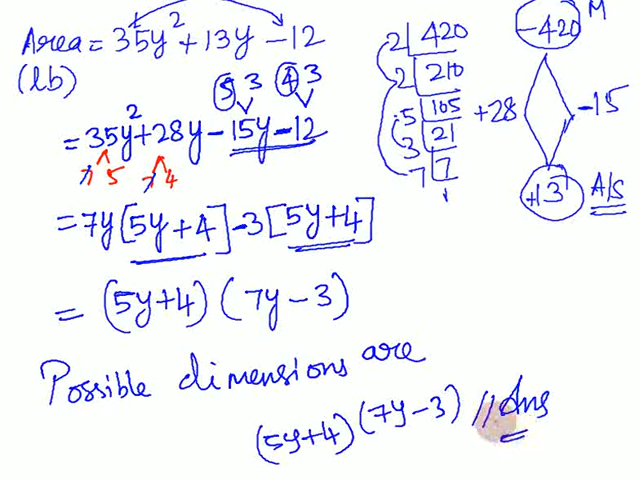 Area = 35y² + 13y - 12
(lb)
5 3 4 3
= 35y² + 28y - 15y - 12
7 5 7 4
= 7y [5y + 4] - 3 [5y + 4]
= (5y + 4) (7y - 3)
Possible dimensions are
(5y + 4) (7y - 3) // Ans
2 420
2 210
5 105
3 21
7 7
1
-420 M
+28 -15
+13 A/S